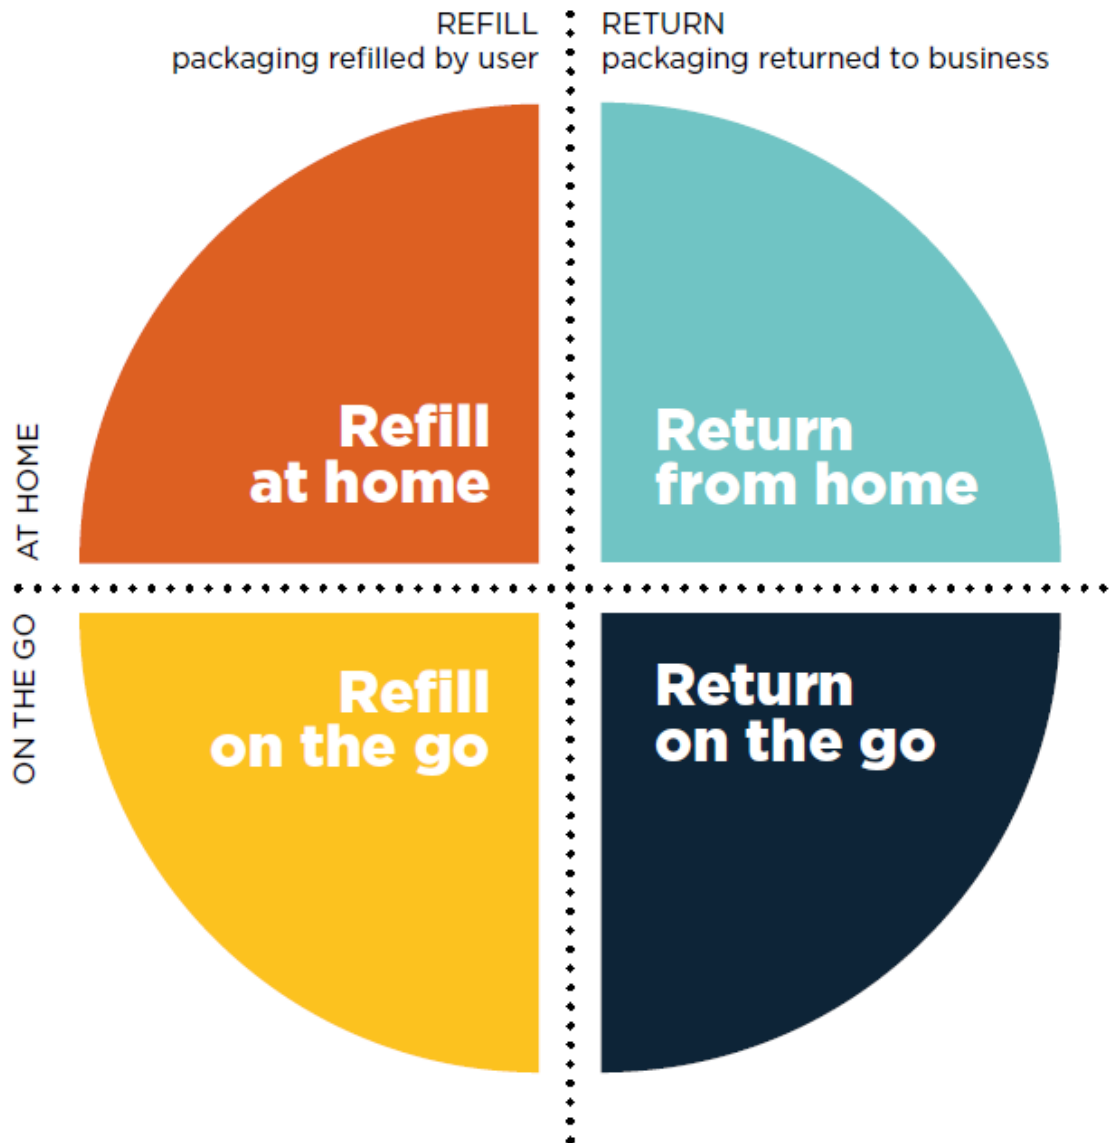 REFILL
packaging refilled by user
RETURN
packaging returned to business
AT HOME
Refill
at home
Return
from home
ON THE GO
Refill
on the go
Return
on the go